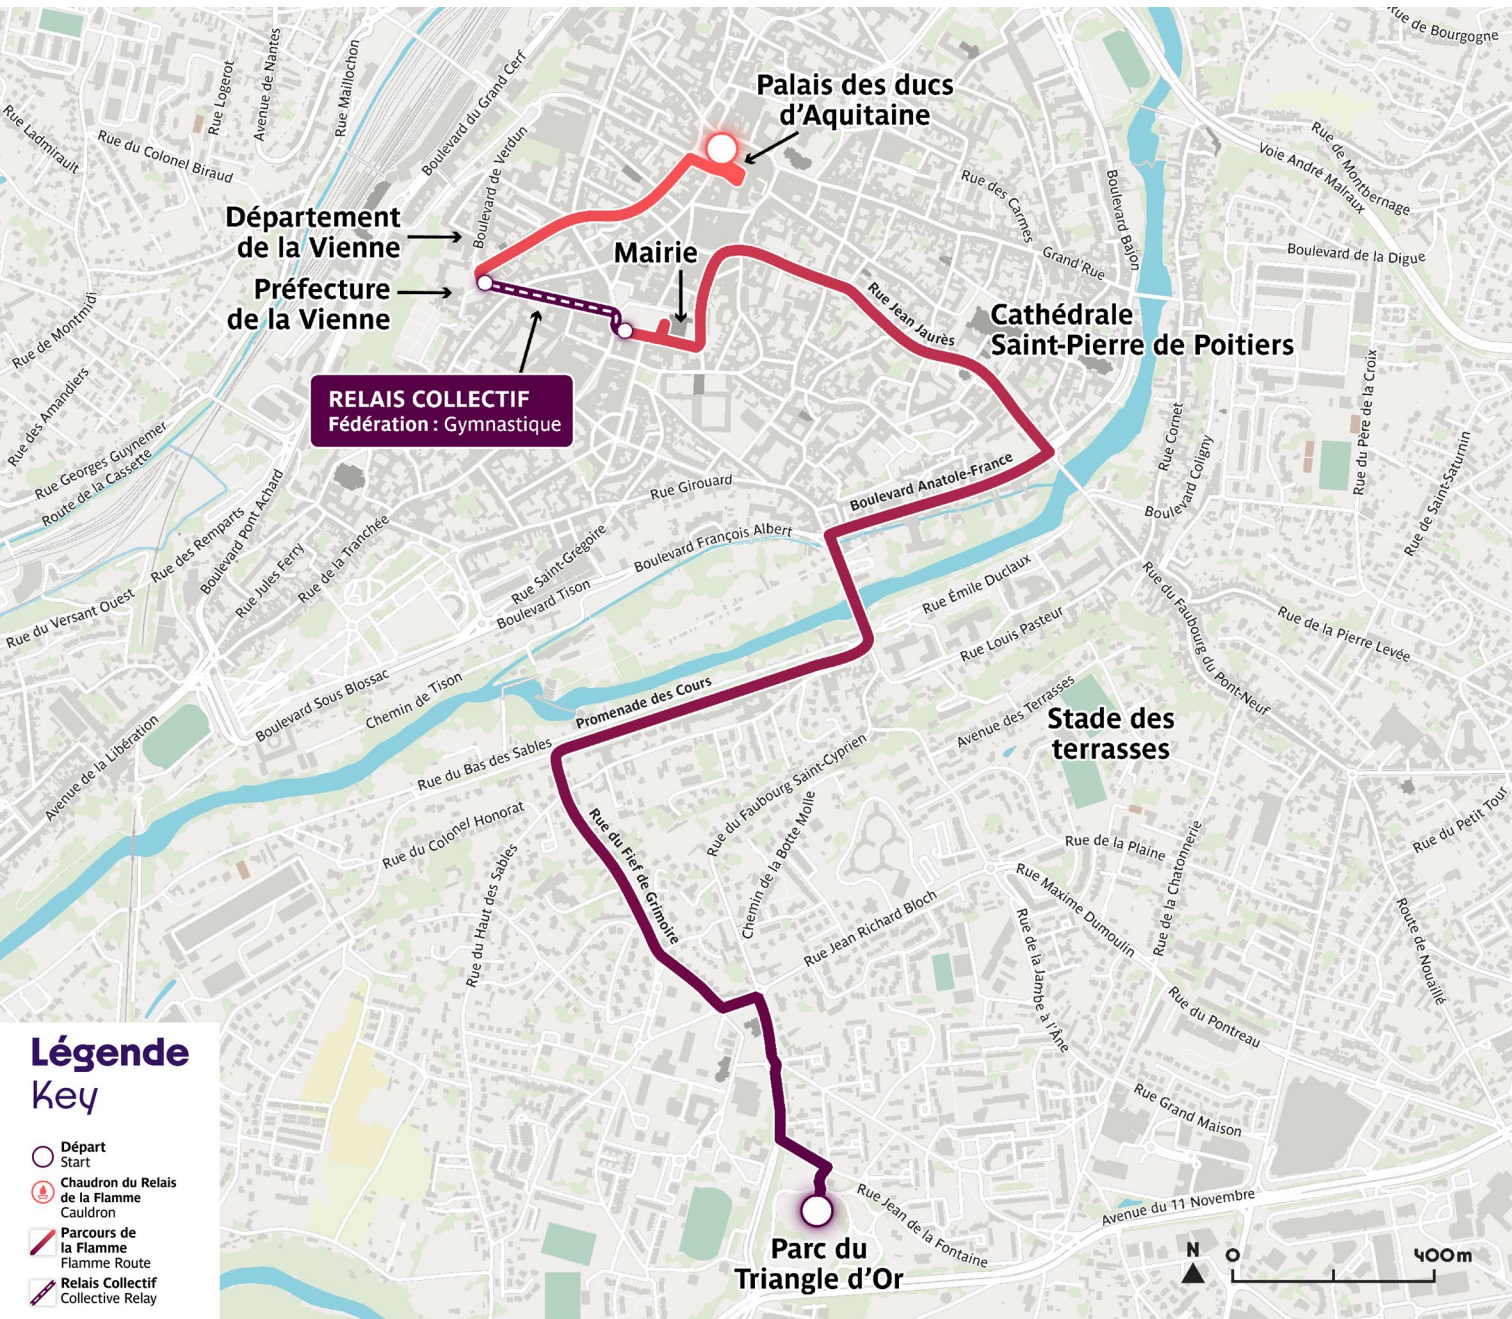 Rue de Bourgogne
Rue Ladmirault
Rue Logerot
Avenue de Nantes
Rue Maillochon
Boulevard du Grand Cerf
Rue du Colonel Biraud
Palais des ducs
d'Aquitaine
Boulevard de Verdun
Rue de Montbernage
Voie André Malraux
Rue des Carmes
Boulevard Bajon
Département
de la Vienne
Mairie
Grand'Rue
Boulevard de la Digue
Préfecture
de la Vienne
Rue de Montmidi
Rue Jean Jaurès
Cathédrale
Saint-Pierre de Poitiers
RELAIS COLLECTIF
Fédération : Gymnastique
Rue des Amandiers
Rue Georges Guynemer
Route de la Cassette
Rue du Père de la Croix
Rue Cornet
Boulevard Coligny
Rue de Saint-Saturnin
Rue Girouard
Boulevard Anatole-France
Boulevard Pont Achard
Rue des Remparts
Rue Jules Ferry
Rue de la Tranchée
Rue Saint-Grégoire
Boulevard François Albert
Boulevard Tison
Rue du Versant Ouest
Rue Émile Duclaux
Rue Louis Pasteur
Rue du Faubourg du Pont-Neuf
Rue de la Pierre Levée
Boulevard Sous Blossac
Chemin de Tison
Promenade des Cours
Avenue des Terrasses
Stade des
terrasses
Avenue de la Libération
Rue du Bas des Sables
Rue du Faubourg Saint-Cyprien
Rue du Colonel Honorat
Rue du Haut des Sables
Rue du Fief de Grimoire
Chemin de la Botte Molle
Rue Jean Richard Bloch
Rue de la Plaine
Rue de la Chatonnerie
Rue du Petit Tour
Rue Maxime Dumoulin
Rue de la Jambe à l'Âne
Route de Nouaillé
Rue du Pontreau
Rue Grand Maison
Rue Jean de la Fontaine
Avenue du 11 Novembre
Parc du
Triangle d'Or
Légende
Key
Départ
Start
Chaudron du Relais
de la Flamme
Cauldron
Parcours de
la Flamme
Flamme Route
Relais Collectif
Collective Relay
N
0
400m